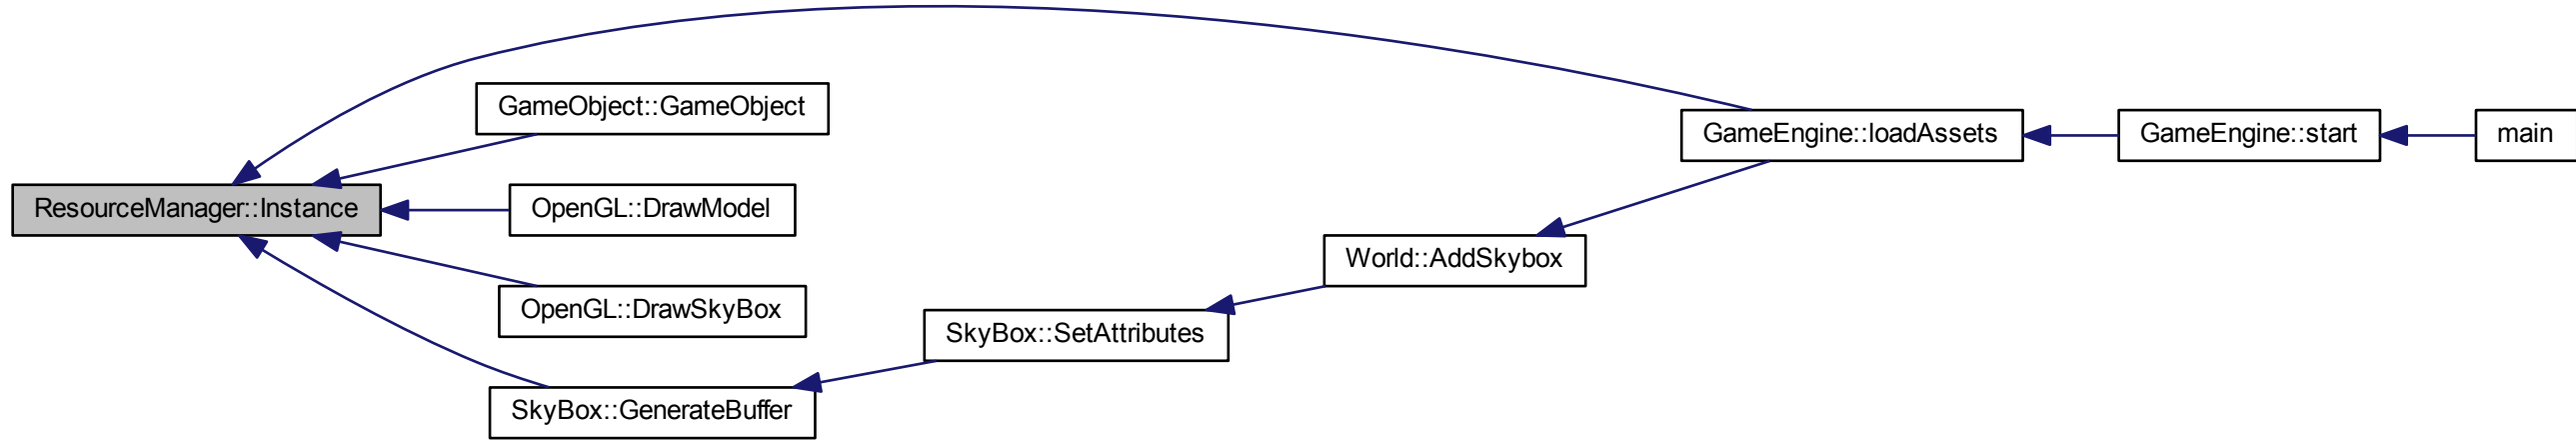 GameObject::GameObject
GameEngine::loadAssets
GameEngine::start
main
ResourceManager::Instance
OpenGL::DrawModel
World::AddSkybox
OpenGL::DrawSkyBox
SkyBox::SetAttributes
SkyBox::GenerateBuffer